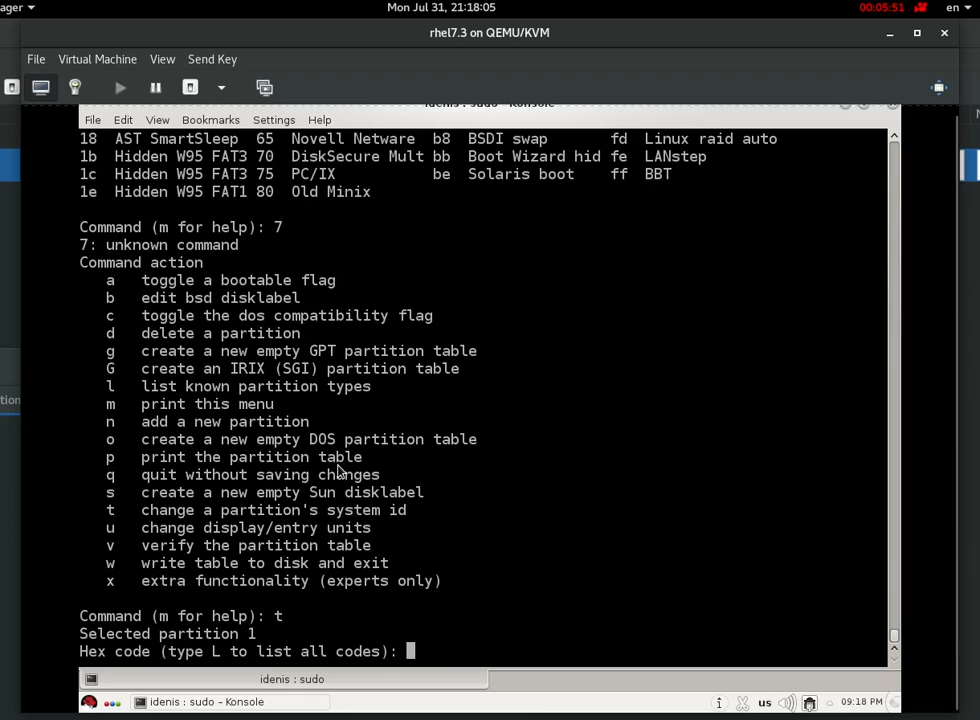 ager
Mon Jul 31, 21:18:05
00:05:51
en
rhel7.3 on QEMU/KVM
File Virtual Machine View Send Key
idenis : sudo - Konsole
File Edit View Bookmarks Settings Help
18 AST SmartSleep 65 Novell Netware b8 BSDI swap fd Linux raid auto
1b Hidden W95 FAT3 70 DiskSecure Mult bb Boot Wizard hid fe LANstep
1c Hidden W95 FAT3 75 PC/IX be Solaris boot ff BBT
1e Hidden W95 FAT1 80 Old Minix
Command (m for help): 7
7: unknown command
Command action
a toggle a bootable flag
b edit bsd disklabel
c toggle the dos compatibility flag
d delete a partition
g create a new empty GPT partition table
G create an IRIX (SGI) partition table
l list known partition types
m print this menu
n add a new partition
o create a new empty DOS partition table
p print the partition table
q quit without saving changes
s create a new empty Sun disklabel
t change a partition's system id
u change display/entry units
v verify the partition table
w write table to disk and exit
x extra functionality (experts only)
Command (m for help): t
Selected partition 1
Hex code (type L to list all codes):
tion
idenis : sudo
idenis : sudo – Konsole
us
09:18 PM